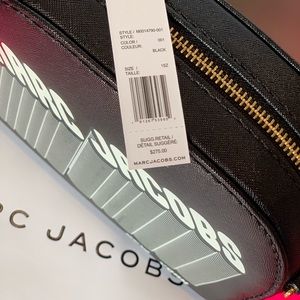 STYLE / M0014790-001
STYLE:
COLOR / 001
COULEUR:
BLACK
SIZE / 1SZ
TAILLE:
SUGG.RETAIL /
DÉTAIL SUGGÉRÉ
$275.00
MARCJACOBS.COM
MARC JACOBS
RC JACOBS